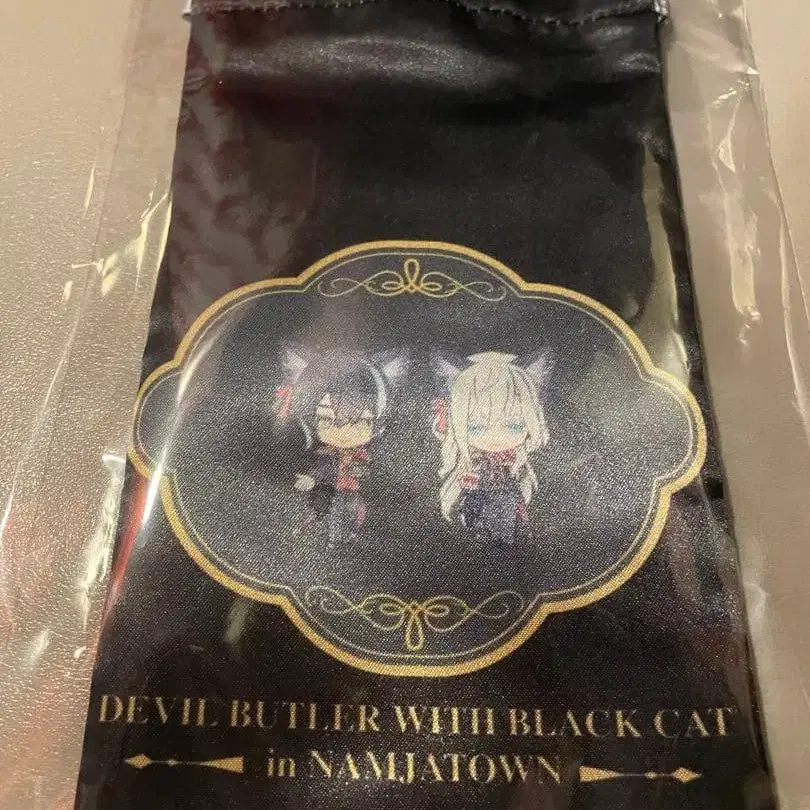 DEVIL BUTLER WITH BLACK CAT
in NAMJATOWN